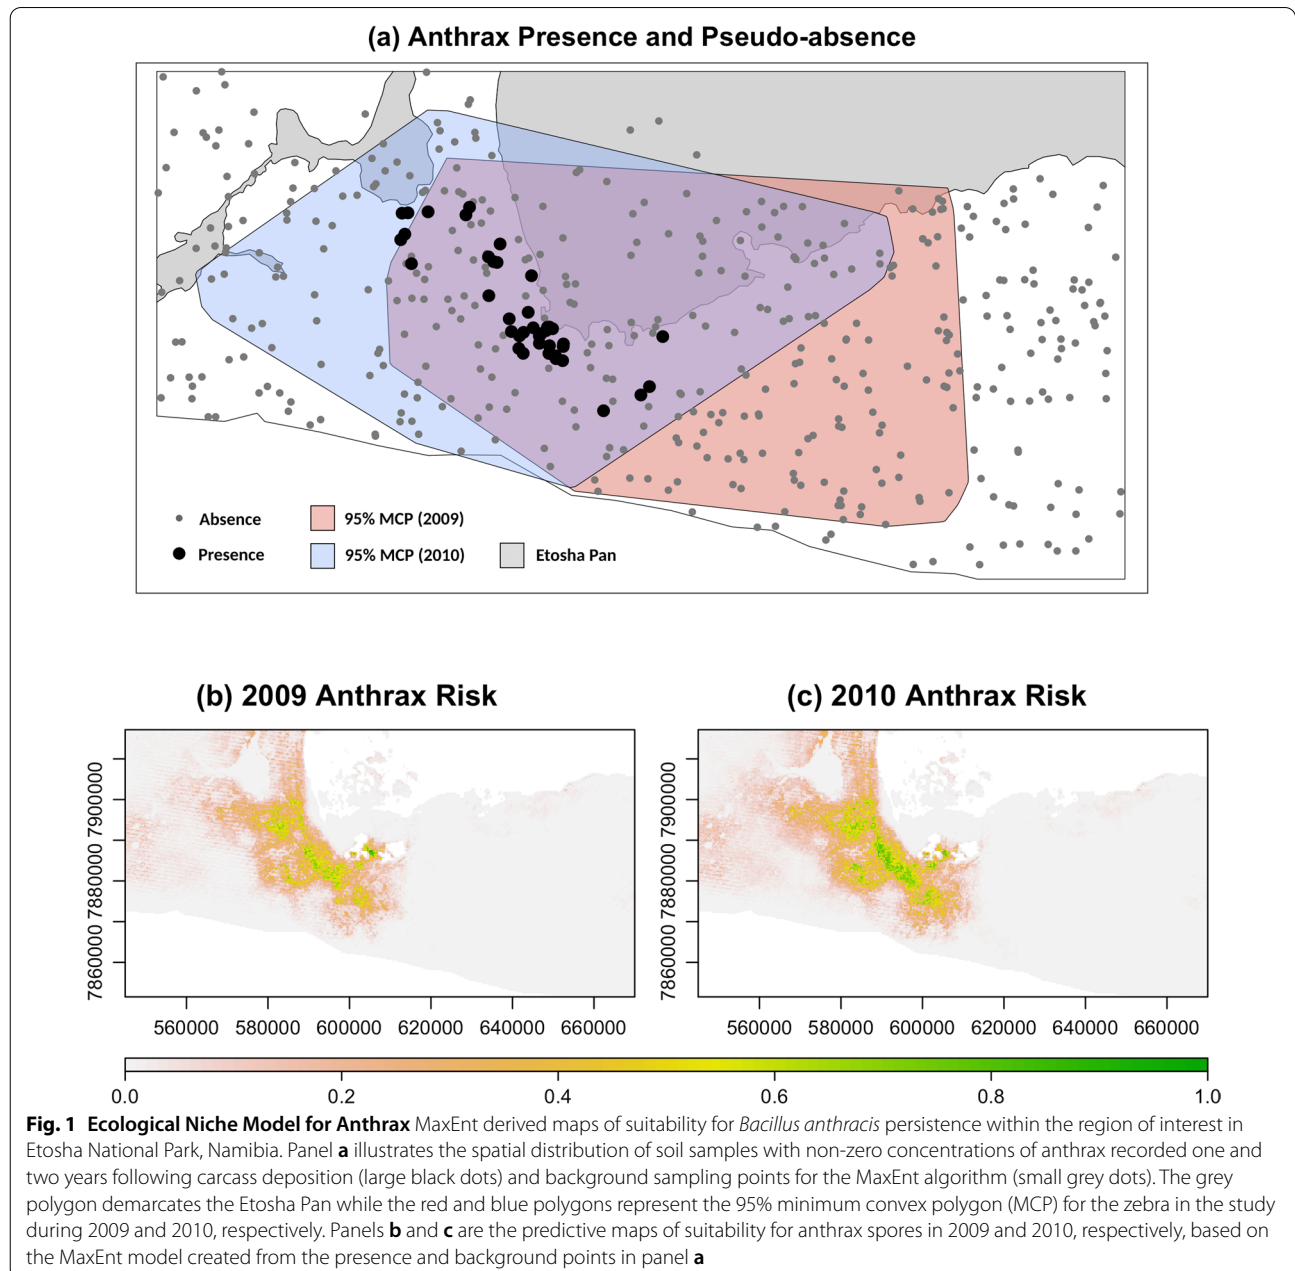 (a) Anthrax Presence and Pseudo-absence
Absence
95% MCP (2009)
Presence
95% MCP (2010)
Etosha Pan
(b) 2009 Anthrax Risk
(c) 2010 Anthrax Risk
7860000 7880000 7900000
7860000 7880000 7900000
560000 580000 600000 620000 640000 660000
560000 580000 600000 620000 640000 660000
0.0 0.2 0.4 0.6 0.8 1.0
Fig. 1 Ecological Niche Model for Anthrax MaxEnt derived maps of suitability for Bacillus anthracis persistence within the region of interest in
Etosha National Park, Namibia. Panel a illustrates the spatial distribution of soil samples with non-zero concentrations of anthrax recorded one and
two years following carcass deposition (large black dots) and background sampling points for the MaxEnt algorithm (small grey dots). The grey
polygon demarcates the Etosha Pan while the red and blue polygons represent the 95% minimum convex polygon (MCP) for the zebra in the study
during 2009 and 2010, respectively. Panels b and c are the predictive maps of suitability for anthrax spores in 2009 and 2010, respectively, based on
the MaxEnt model created from the presence and background points in panel a